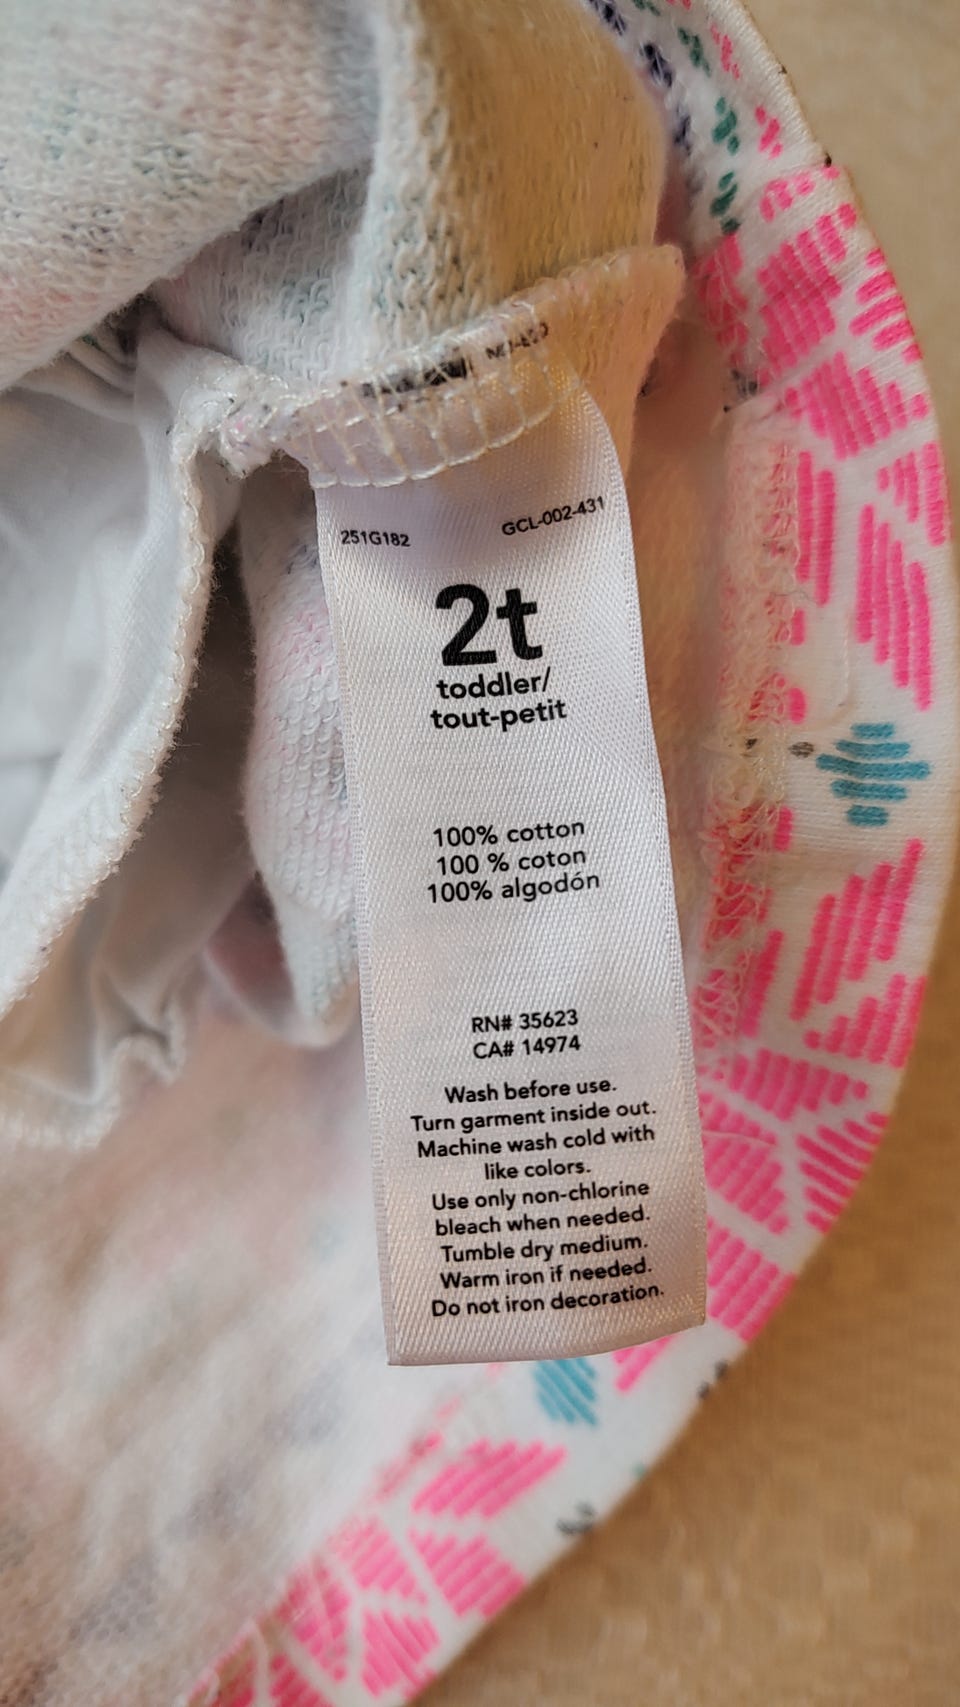 251G182 GCL-002-431
2t
toddler/
tout-petit
100% cotton
100 % coton
100% algodón
RN# 35623
CA# 14974
Wash before use.
Turn garment inside out.
Machine wash cold with
like colors.
Use only non-chlorine
bleach when needed.
Tumble dry medium.
Warm iron if needed.
Do not iron decoration.